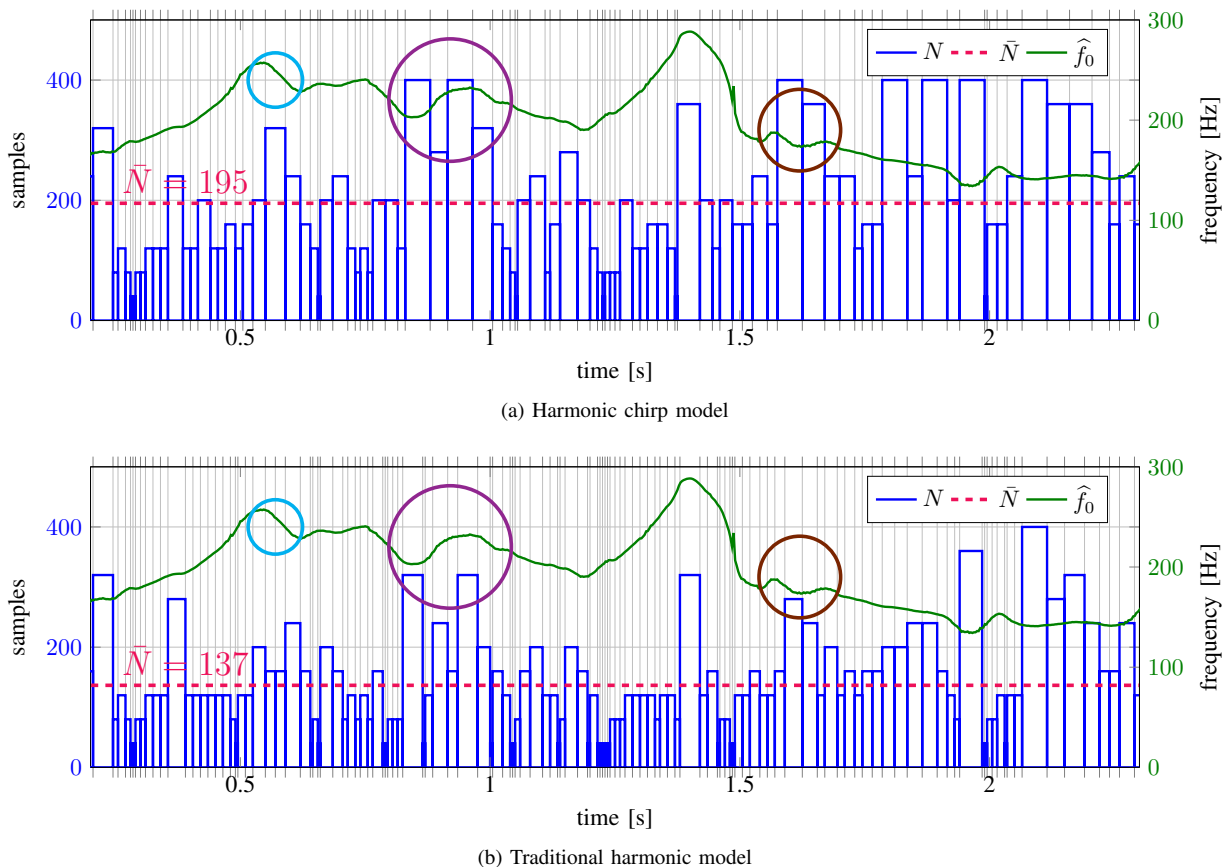 300
N N̄ f̂₀
400
200
samples
frequency [Hz]
200
N̄ = 195
100
0
0
0.5 1 1.5 2
time [s]
(a) Harmonic chirp model
300
N N̄ f̂₀
400
200
samples
frequency [Hz]
200
N̄ = 137
100
0
0
0.5 1 1.5 2
time [s]
(b) Traditional harmonic model